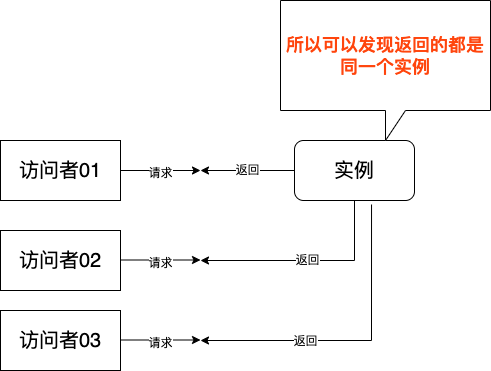 所以可以发现返回的都是
同一个实例
访问者01
请求
返回
实例
访问者02
请求
返回
访问者03
请求
返回